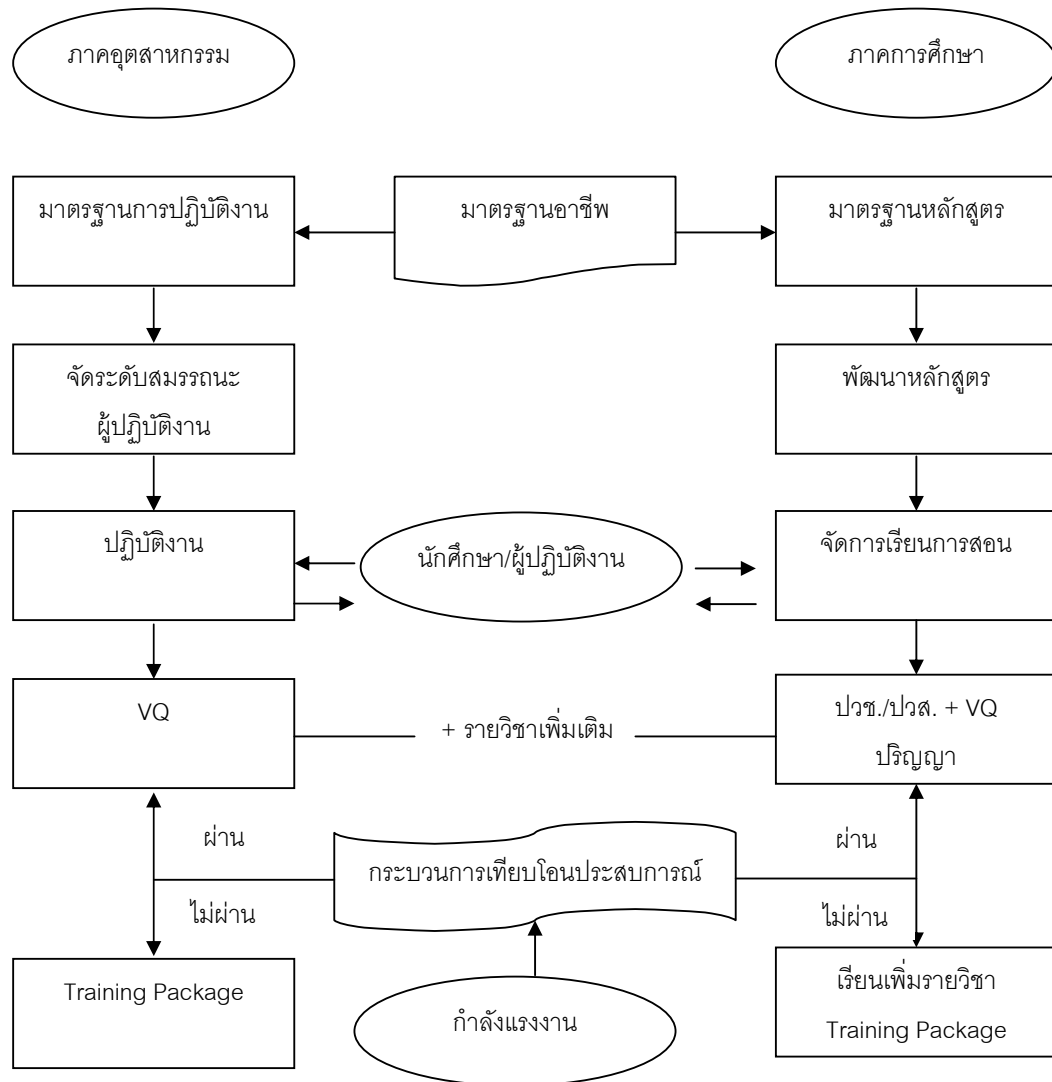 ภาคอุตสาหกรรม
ภาคการศึกษา
มาตรฐานการปฏิบัติงาน
มาตรฐานอาชีพ
มาตรฐานหลักสูตร
จัดระดับสมรรถนะ
ผู้ปฏิบัติงาน
พัฒนาหลักสูตร
ปฏิบัติงาน
นักศึกษา/ผู้ปฏิบัติงาน
จัดการเรียนการสอน
VQ
+ รายวิชาเพิ่มเติม
ปวช./ปวส. + VQ
ปริญญา
ผ่าน
กระบวนการเทียบโอนประสบการณ์
ผ่าน
ไม่ผ่าน
ไม่ผ่าน
Training Package
กำลังแรงงาน
เรียนเพิ่มรายวิชา
Training Package